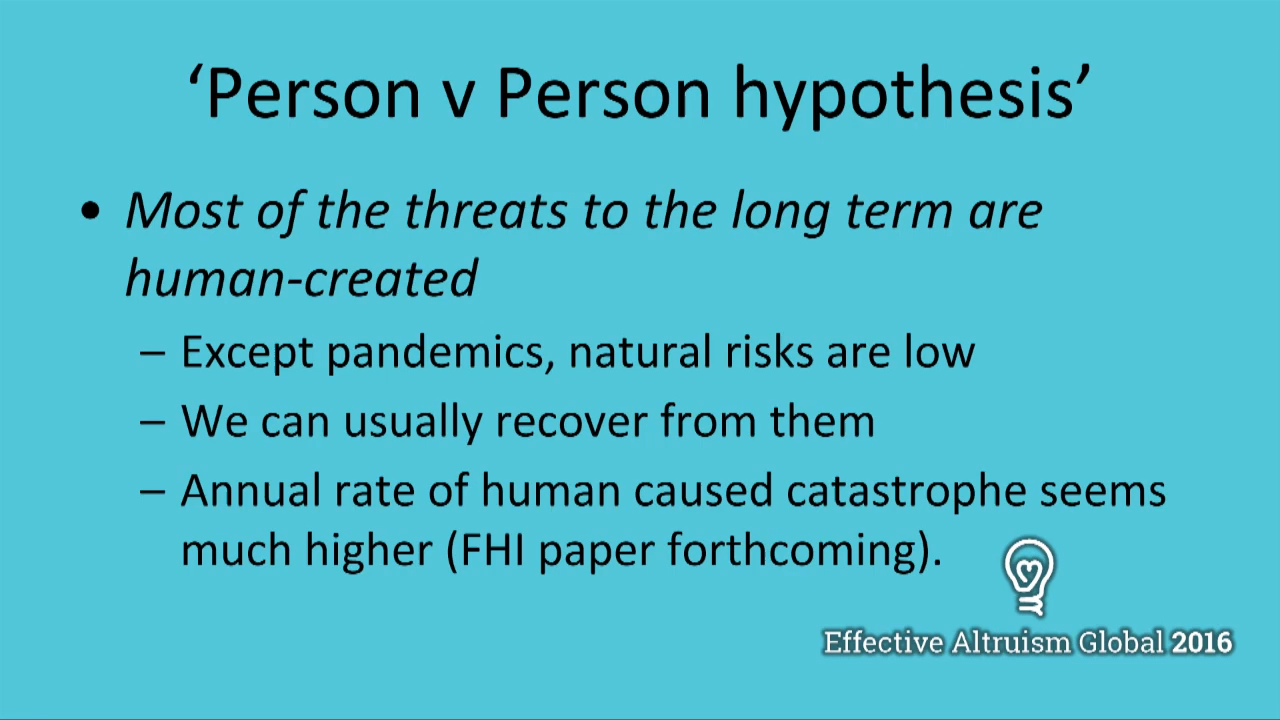 ‘Person v Person hypothesis’
• Most of the threats to the long term are
human-created
– Except pandemics, natural risks are low
– We can usually recover from them
– Annual rate of human caused catastrophe seems
much higher (FHI paper forthcoming).
Effective Altruism Global 2016